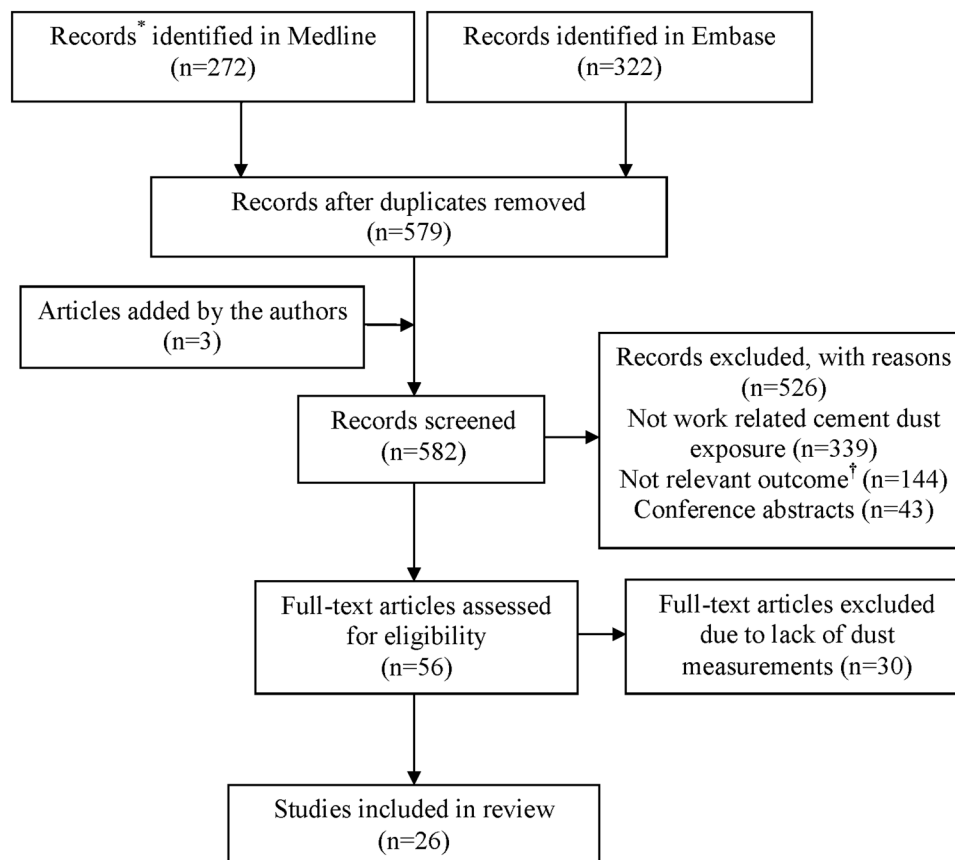 Records* identified in Medline
(n=272)
Records identified in Embase
(n=322)
Records after duplicates removed
(n=579)
Articles added by the authors
(n=3)
Records screened
(n=582)
Records excluded, with reasons
(n=526)
Not work related cement dust
exposure (n=339)
Not relevant outcome† (n=144)
Conference abstracts (n=43)
Full-text articles assessed
for eligibility
(n=56)
Full-text articles excluded
due to lack of dust
measurements (n=30)
Studies included in review
(n=26)